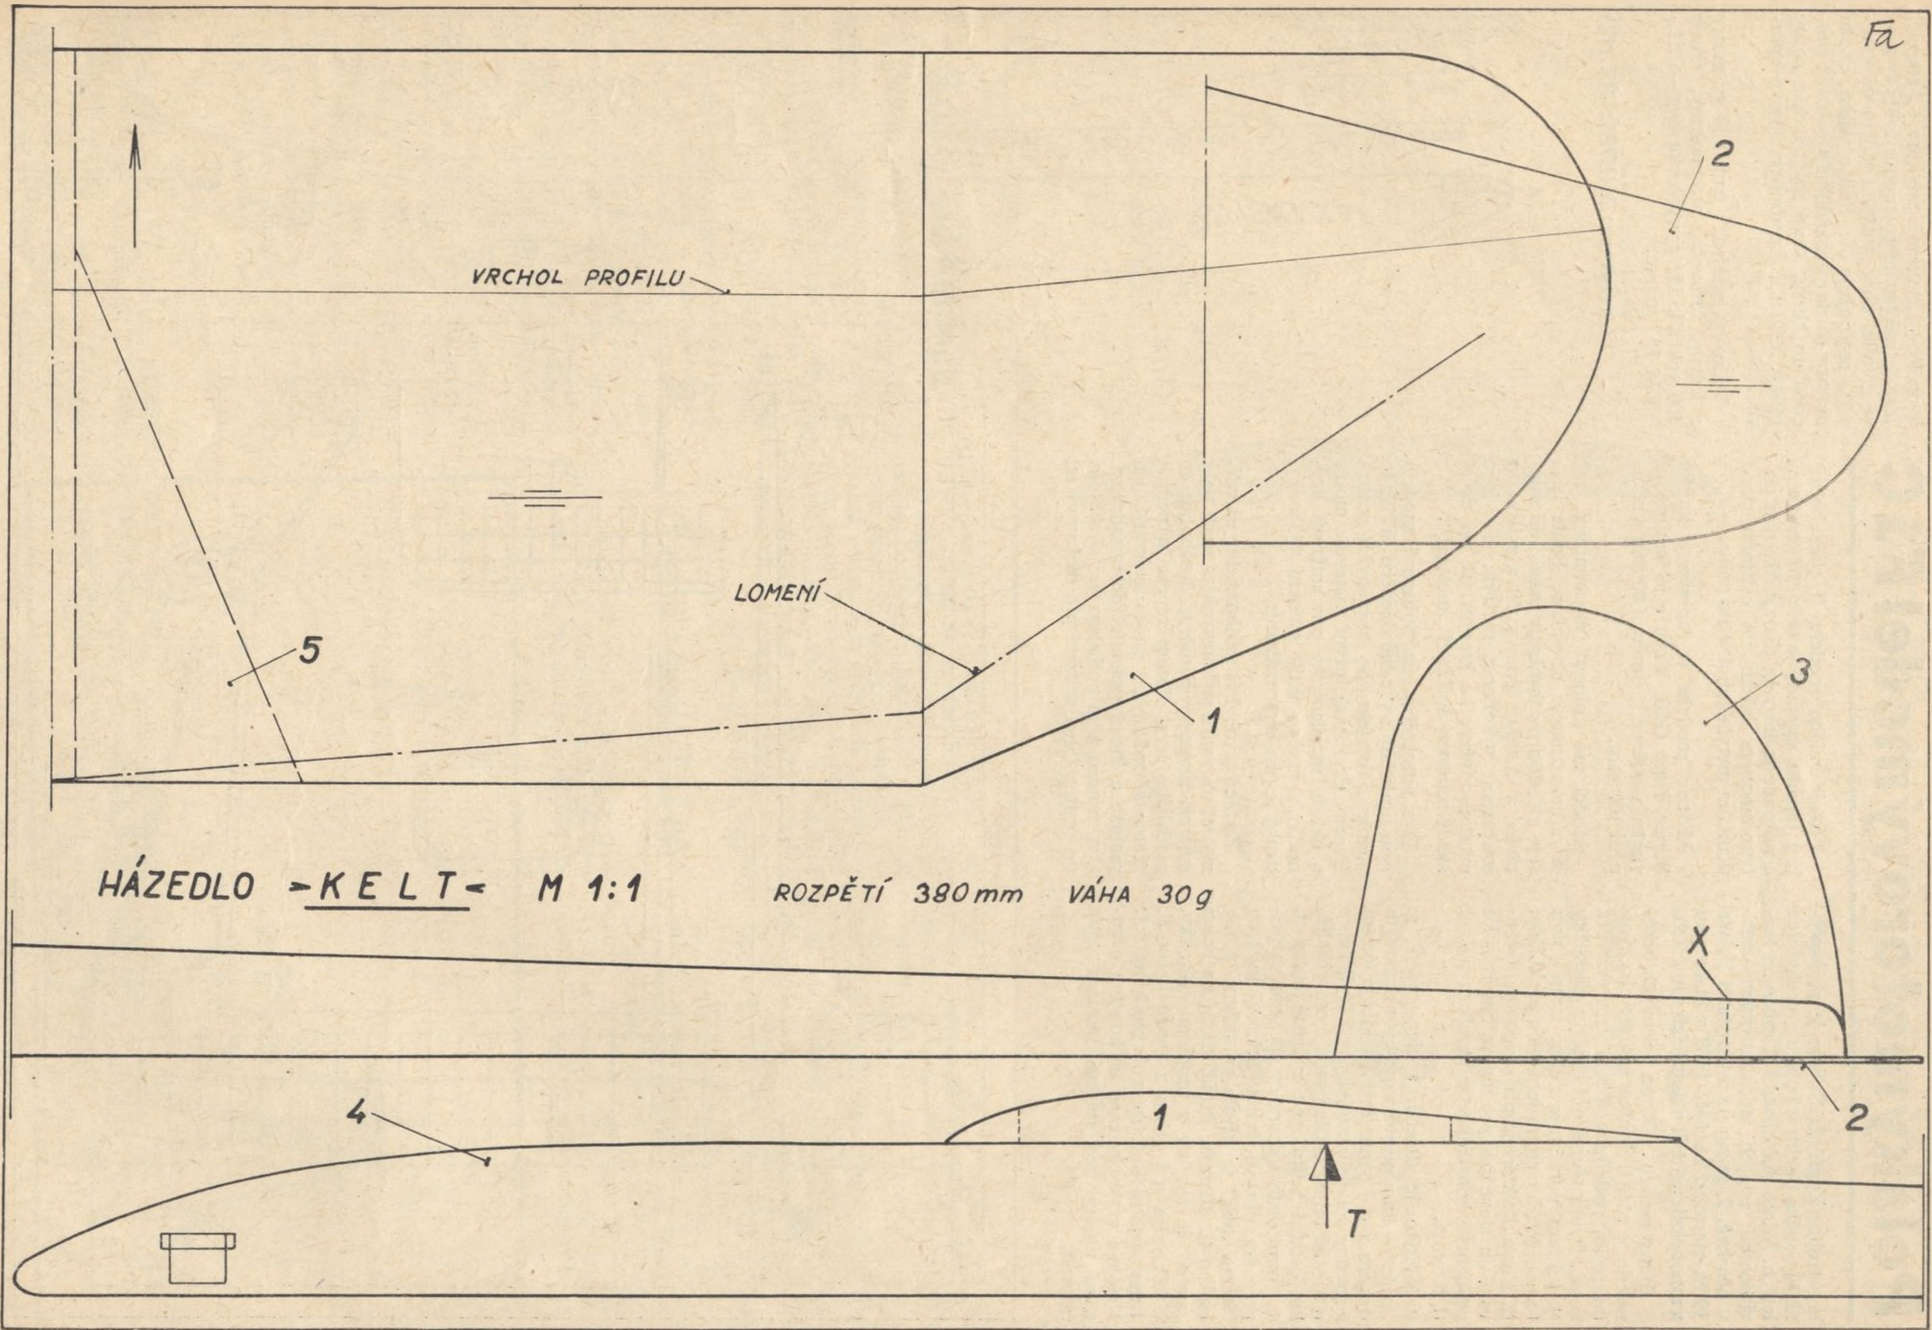 Fa
2
VRCHOL PROFILU
LOMENÍ
5
3
1
HÁZEDLO >KELT< M 1:1
ROZPĚTÍ 380mm VÁHA 30g
X
4
1
2
T